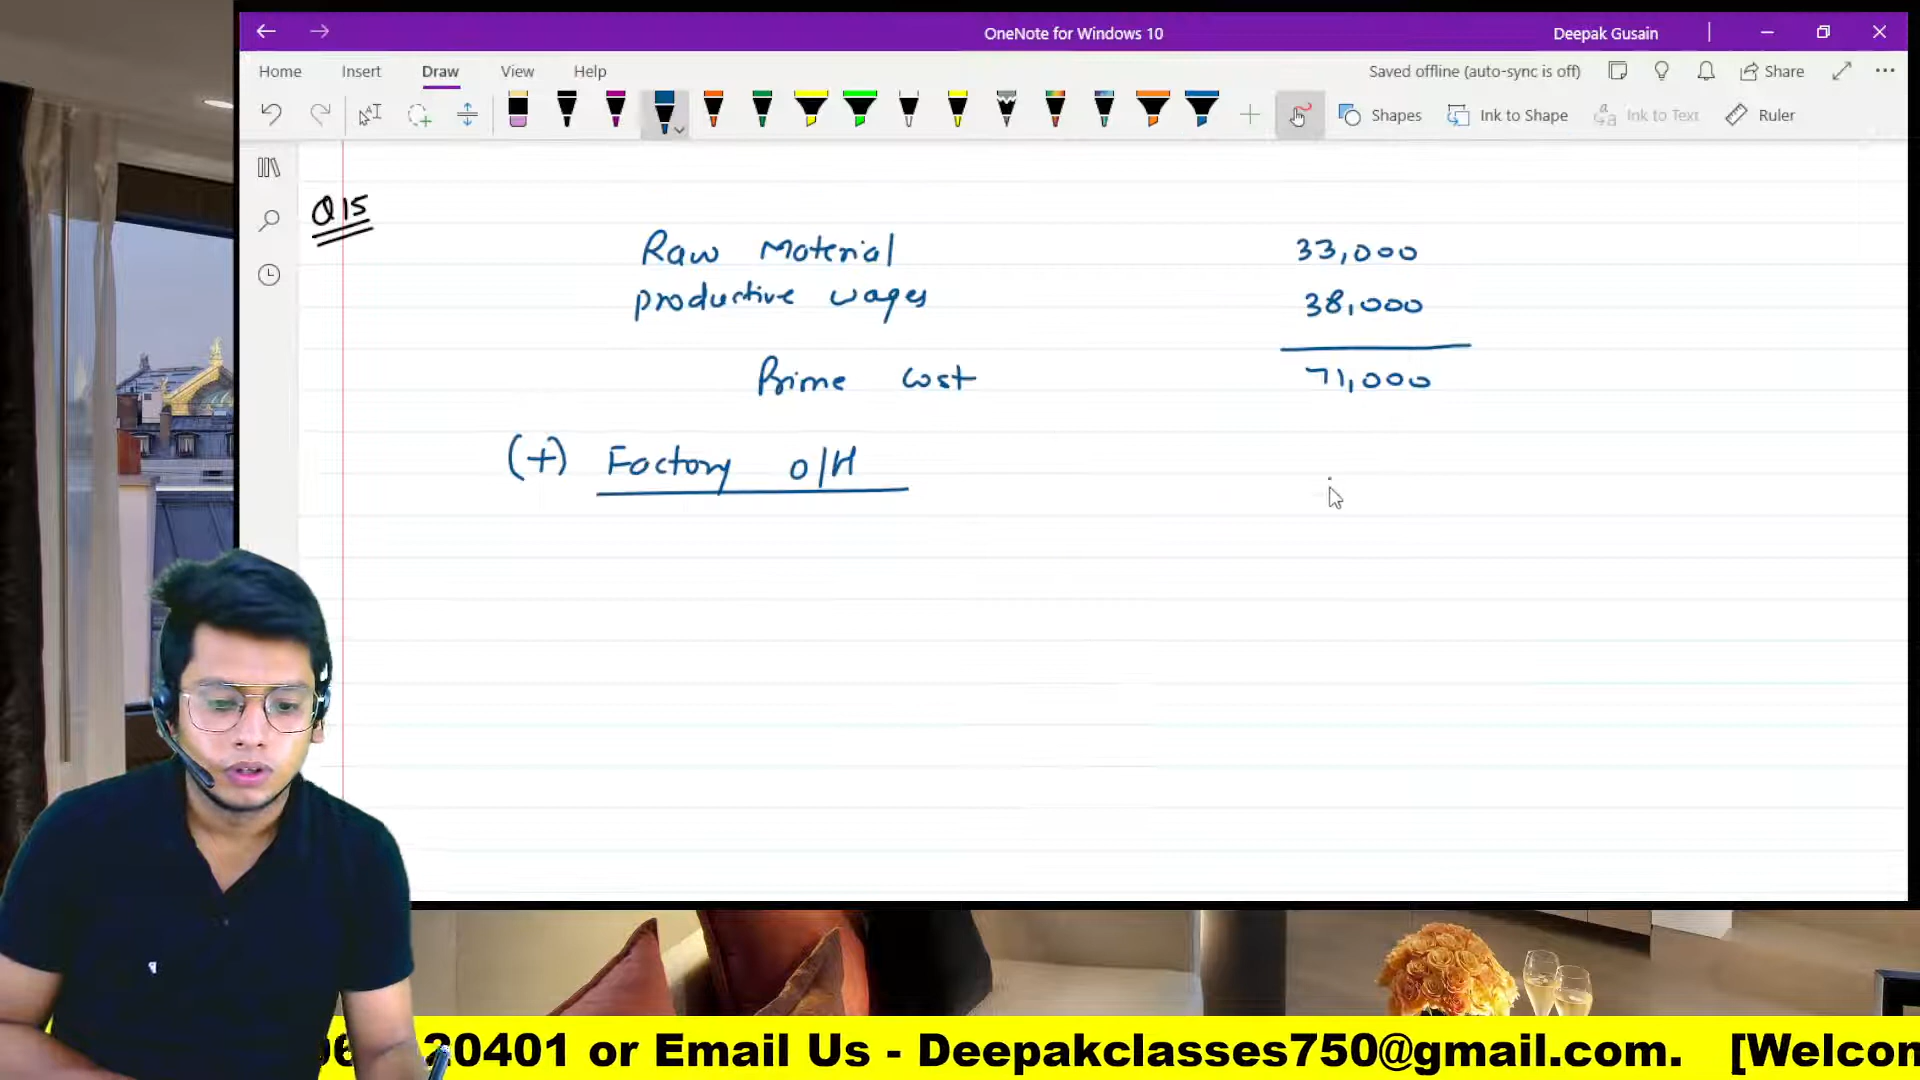 OneNote for Windows 10
Deepak Gusain
Home Insert Draw View Help
Saved offline (auto-sync is off)
Share
Shapes
Ink to Shape
Ink to Text
Ruler
Q15
Raw Material 33,000
productive wages 38,000
Prime cost 71,000
(+) Factory O/H
20401 or Email Us - Deepakclasses750@gmail.com. [Welcom